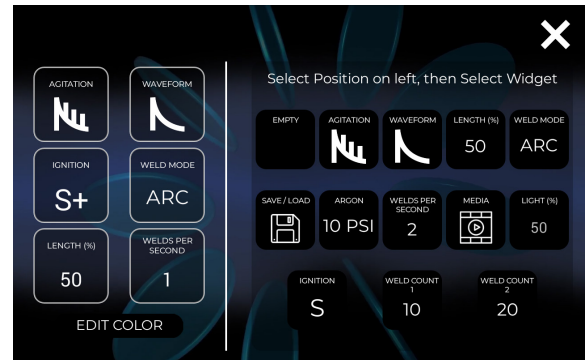 Select Position on left, then Select Widget
AGITATION
WAVEFORM
IGNITION
S+
WELD MODE
ARC
LENGTH (%)
50
WELDS PER
SECOND
1
EDIT COLOR
EMPTY
AGITATION
WAVEFORM
LENGTH (%)
50
WELD MODE
ARC
SAVE / LOAD
ARGON
10 PSI
WELDS PER
SECOND
2
MEDIA
LIGHT (%)
50
IGNITION
S
WELD COUNT
1
10
WELD COUNT
2
20